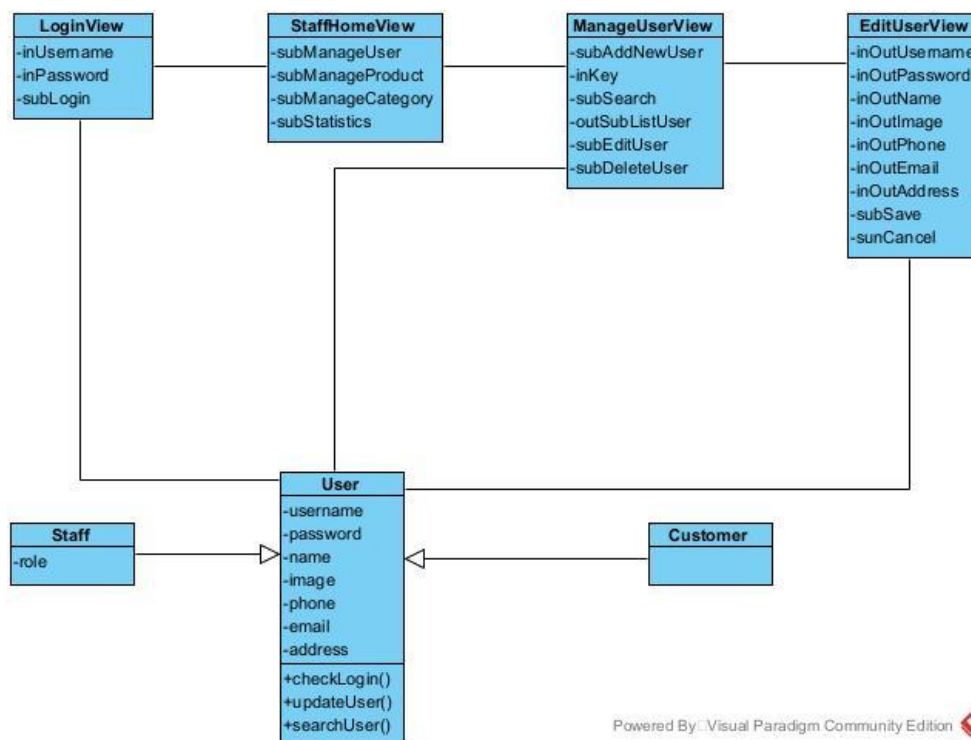 LoginView
-inUsername
-inPassword
-subLogin
StaffHomeView
-subManageUser
-subManageProduct
-subManageCategory
-subStatistics
ManageUserView
-subAddNewUser
-inKey
-subSearch
-outSubListUser
-subEditUser
-subDeleteUser
EditUserView
-inOutUsername
-inOutPassword
-inOutName
-inOutImage
-inOutPhone
-inOutEmail
-inOutAddress
-subSave
-sunCancel
User
-username
-password
-name
-image
-phone
-email
-address
+checkLogin()
+updateUser()
+searchUser()
Staff
-role
Customer
Powered By Visual Paradigm Community Edition